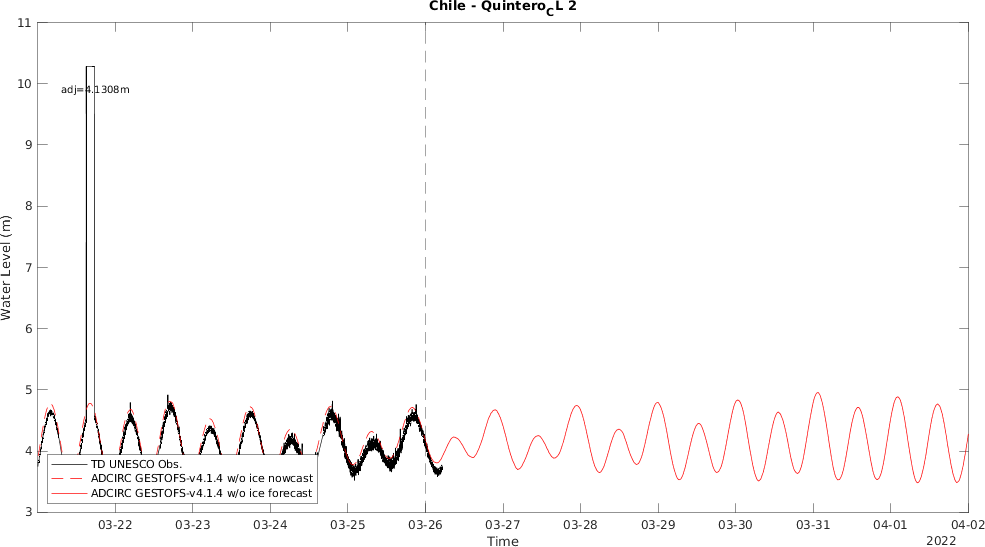 Chile - Quintero_CL 2
11
10
9
8
7
6
5
4
3
Water Level (m)
adj=4.1308m
TD UNESCO Obs.
ADCIRC GESTOFS-v4.1.4 w/o ice nowcast
ADCIRC GESTOFS-v4.1.4 w/o ice forecast
03-22 03-23 03-24 03-25 03-26 03-27 03-28 03-29 03-30 03-31 04-01 04-02
Time
2022